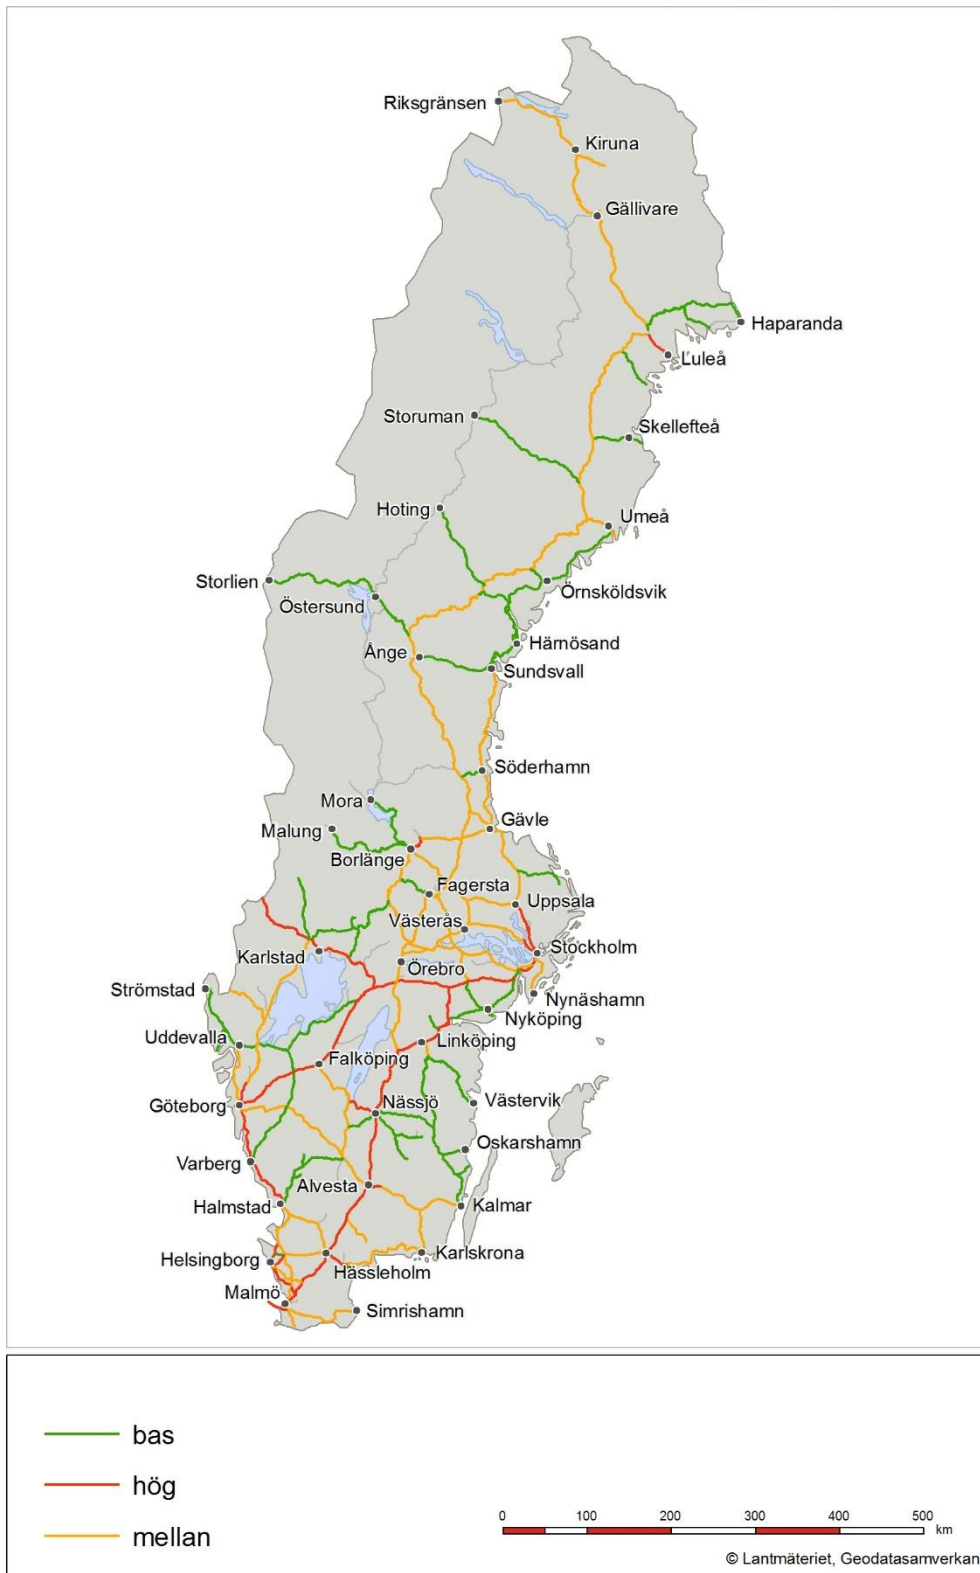 Riksgränsen
Kiruna
Gällivare
Haparanda
Luleå
Storuman
Skellefteå
Hoting
Umeå
Storlien
Östersund
Örnsköldsvik
Ånge
Härnösand
Sundsvall
Söderhamn
Mora
Malung
Gävle
Borlänge
Fagersta
Uppsala
Västerås
Karlstad
Stockholm
Örebro
Strömstad
Nynäshamn
Nyköping
Uddevalla
Linköping
Falköping
Göteborg
Nässjö
Västervik
Oskarshamn
Varberg
Alvesta
Halmstad
Kalmar
Helsingborg
Karlskrona
Hässleholm
Malmö
Simrishamn
bas
hög
mellan
0 100 200 300 400 500
km
© Lantmäteriet, Geodatasamverkan